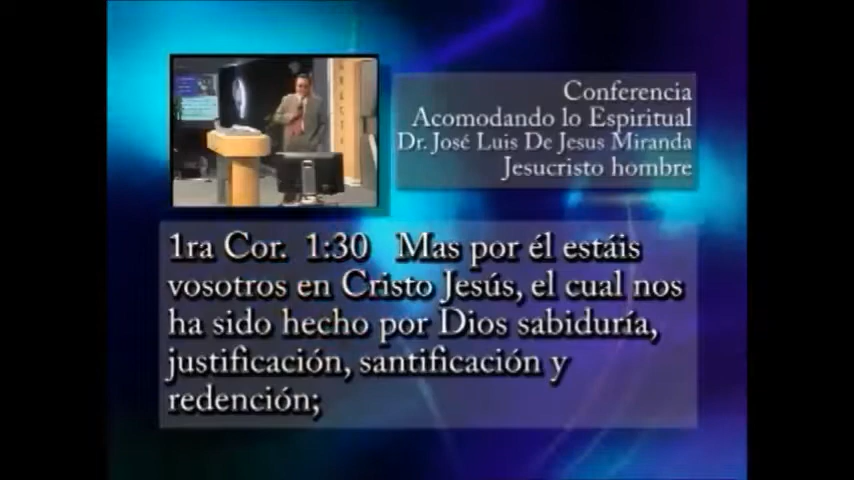 Conferencia
Acomodando lo Espiritual
Dr. José Luis De Jesus Miranda
Jesucristo hombre
1ra Cor. 1:30 Mas por él estáis
vosotros en Cristo Jesús, el cual nos
ha sido hecho por Dios sabiduría,
justificación, santificación y
redención;